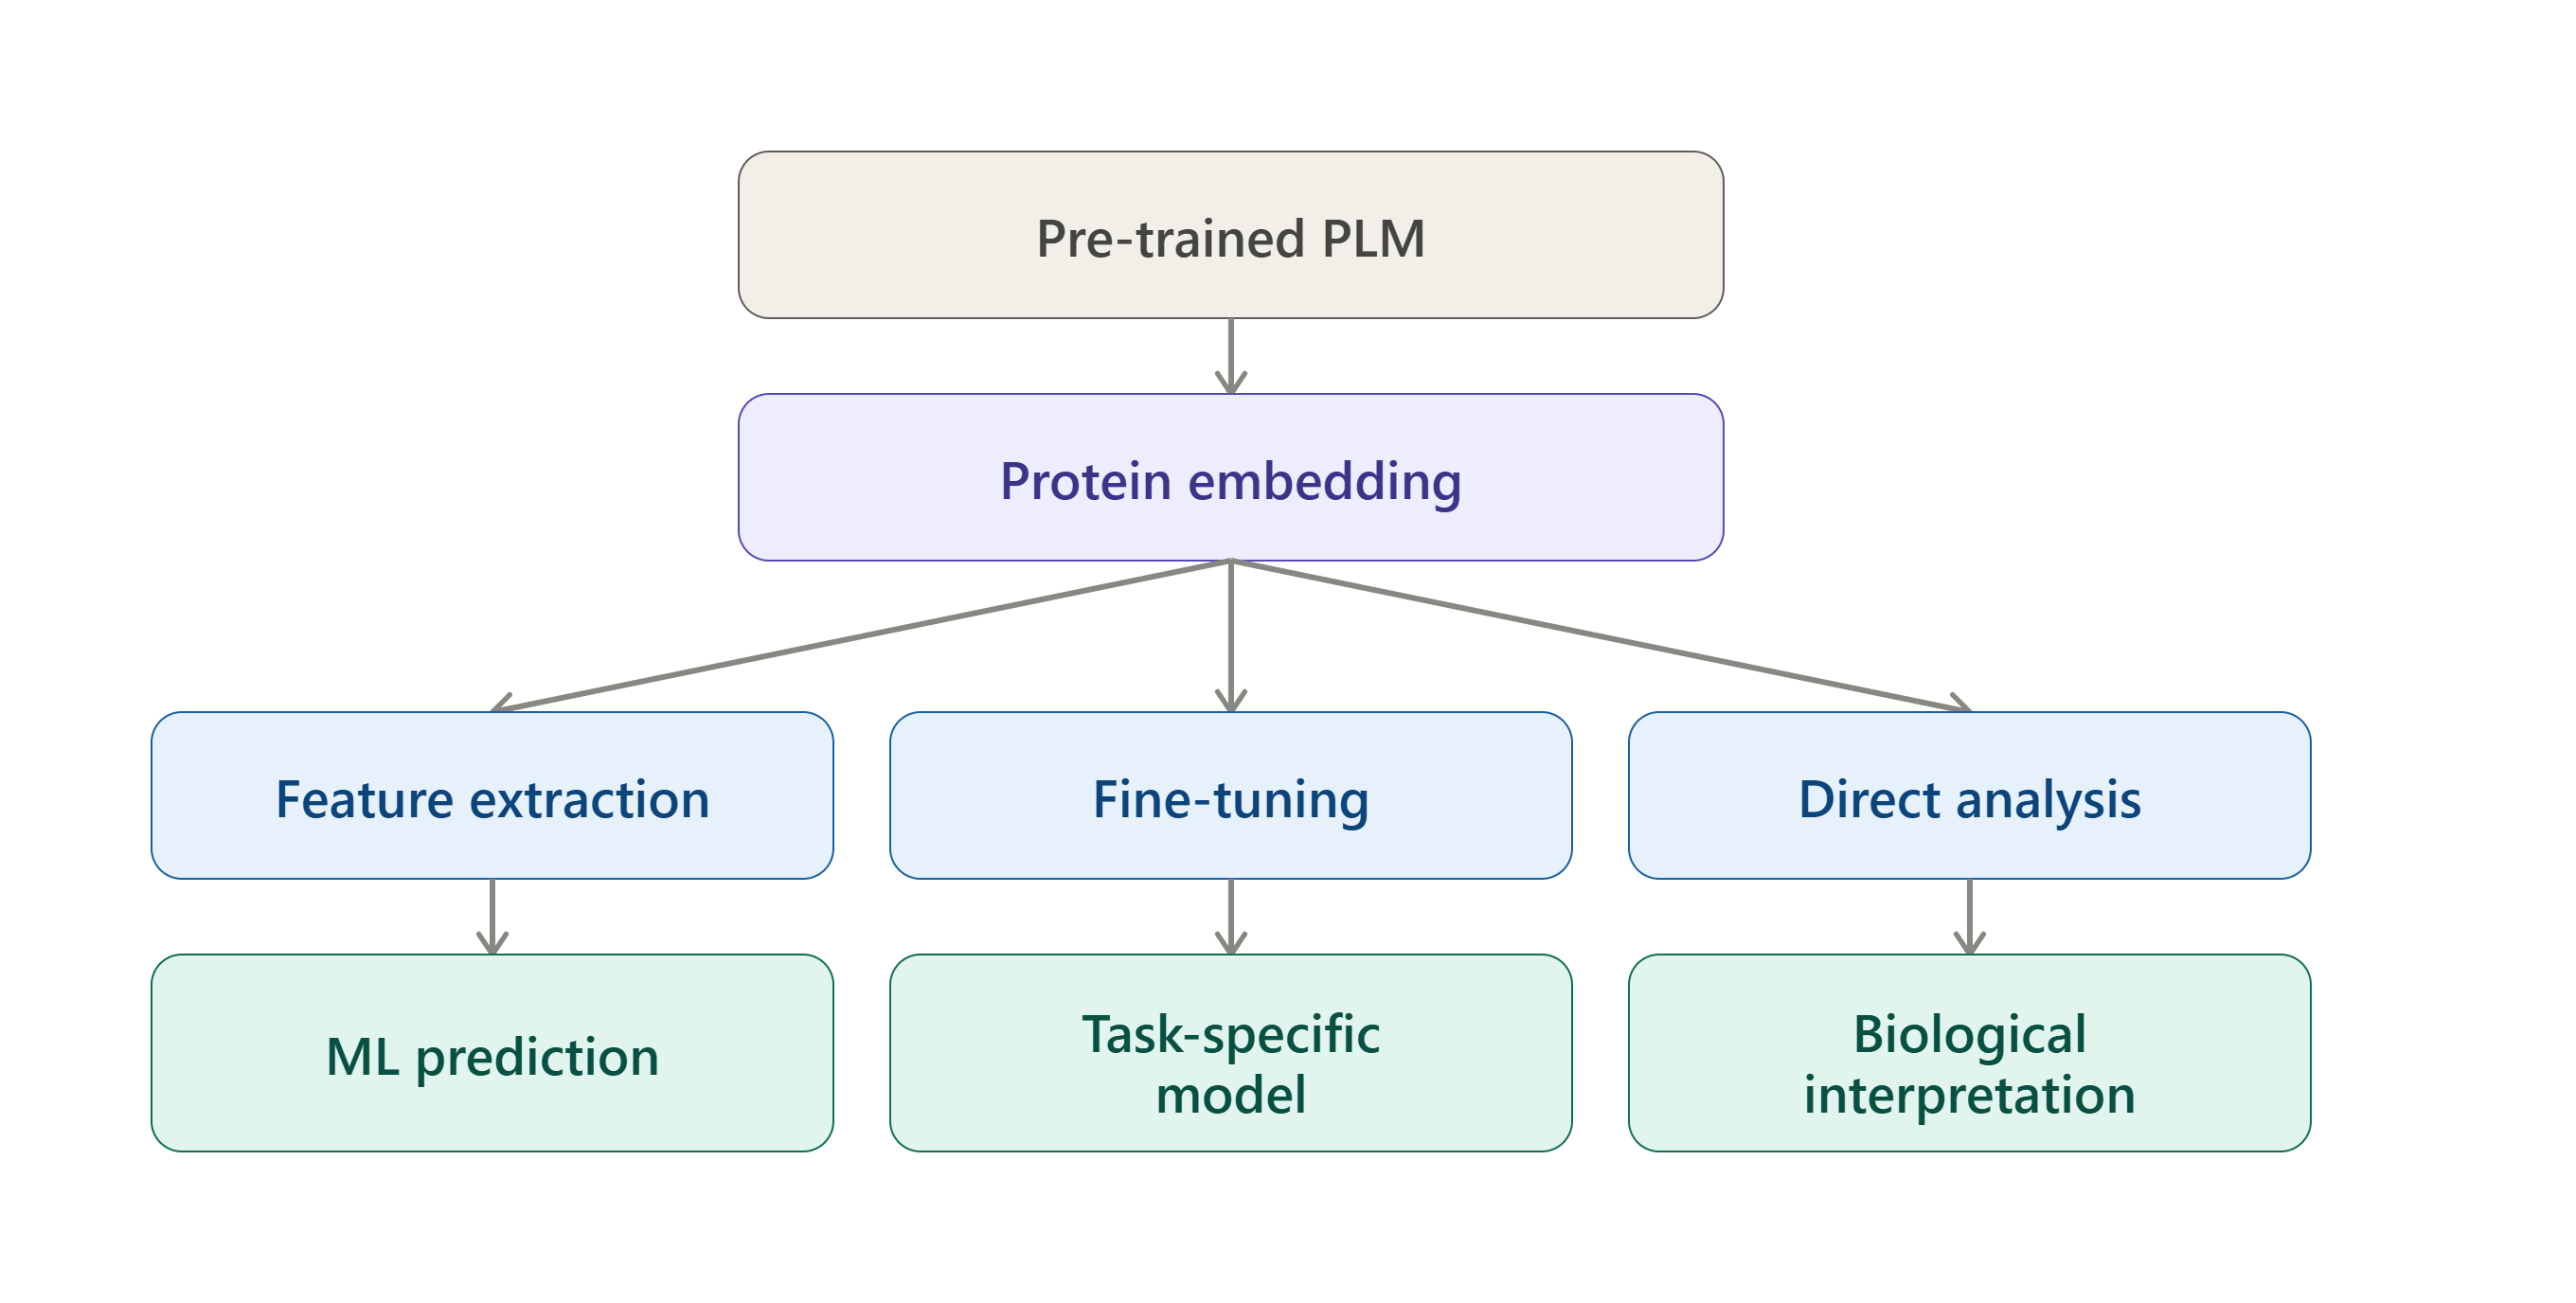 Pre-trained PLM
Protein embedding
Feature extraction
Fine-tuning
Direct analysis
ML prediction
Task-specific
model
Biological
interpretation